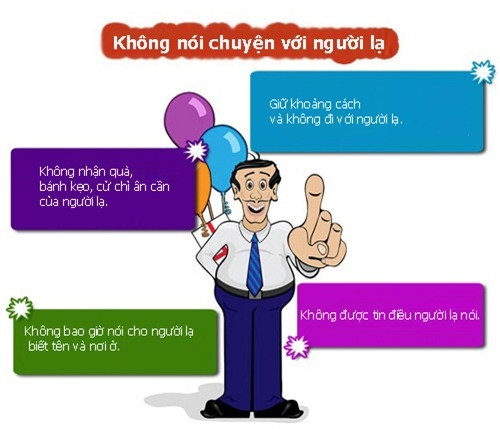 Không nói chuyện với người lạ
Giữ khoảng cách
và không đi với người lạ.
Không nhận quà,
bánh kẹo, cử chỉ ân cần
của người lạ.
Không bao giờ nói cho người lạ
biết tên và nơi ở.
Không được tin điều người lạ nói.